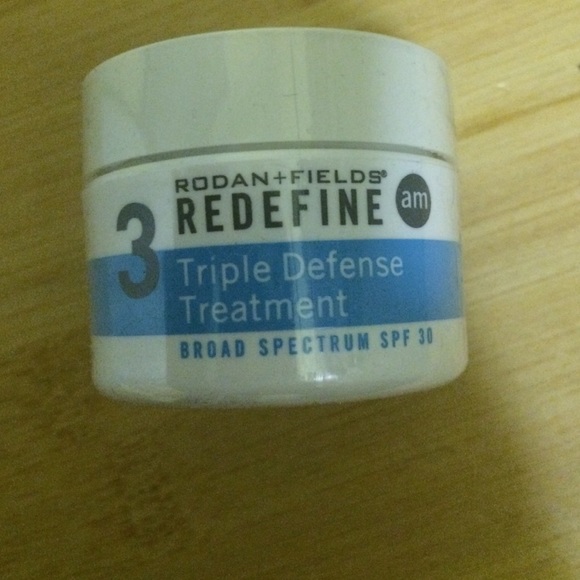 RODAN+FIELDS®
REDEFINE am
3
Triple Defense
Treatment
BROAD SPECTRUM SPF 30